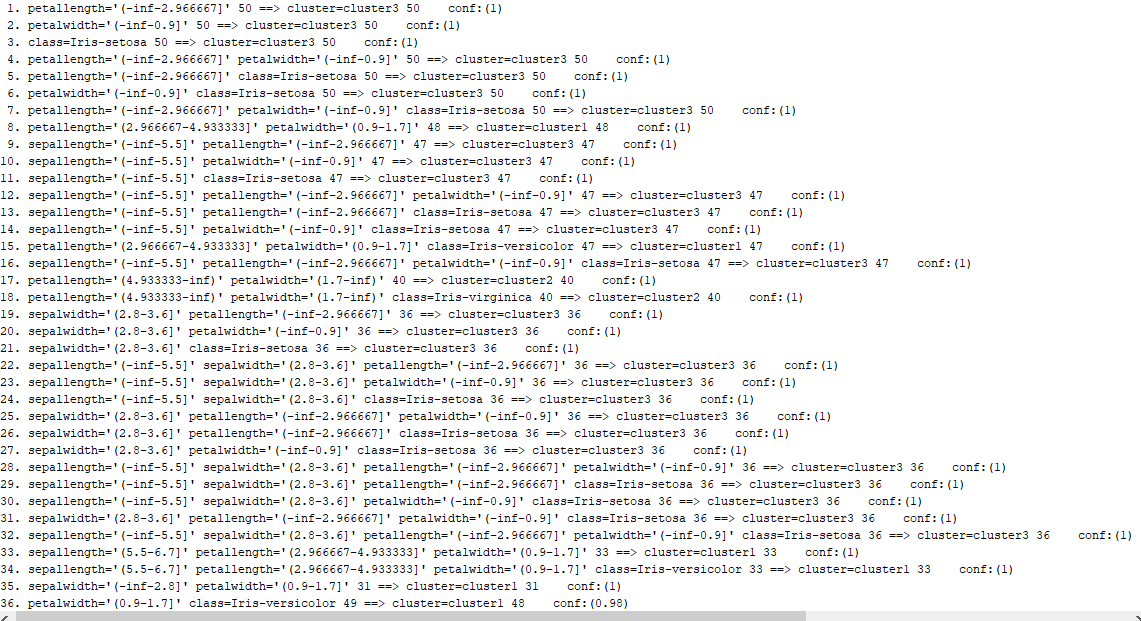 1. petallength='(-inf-2.966667]' 50 ==> cluster=cluster3 50    conf:(1)
2. petalwidth='(-inf-0.9]' 50 ==> cluster=cluster3 50    conf:(1)
3. class=Iris-setosa 50 ==> cluster=cluster3 50    conf:(1)
4. petallength='(-inf-2.966667]' petalwidth='(-inf-0.9]' 50 ==> cluster=cluster3 50    conf:(1)
5. petallength='(-inf-2.966667]' class=Iris-setosa 50 ==> cluster=cluster3 50    conf:(1)
6. petalwidth='(-inf-0.9]' class=Iris-setosa 50 ==> cluster=cluster3 50    conf:(1)
7. petallength='(-inf-2.966667]' petalwidth='(-inf-0.9]' class=Iris-setosa 50 ==> cluster=cluster3 50    conf:(1)
8. petallength='(2.966667-4.933333]' petalwidth='(0.9-1.7]' 48 ==> cluster=cluster1 48    conf:(1)
9. sepallength='(-inf-5.5]' petallength='(-inf-2.966667]' 47 ==> cluster=cluster3 47    conf:(1)
10. sepallength='(-inf-5.5]' petalwidth='(-inf-0.9]' 47 ==> cluster=cluster3 47    conf:(1)
11. sepallength='(-inf-5.5]' class=Iris-setosa 47 ==> cluster=cluster3 47    conf:(1)
12. sepallength='(-inf-5.5]' petallength='(-inf-2.966667]' petalwidth='(-inf-0.9]' 47 ==> cluster=cluster3 47    conf:(1)
13. sepallength='(-inf-5.5]' petallength='(-inf-2.966667]' class=Iris-setosa 47 ==> cluster=cluster3 47    conf:(1)
14. sepallength='(-inf-5.5]' petalwidth='(-inf-0.9]' class=Iris-setosa 47 ==> cluster=cluster3 47    conf:(1)
15. petallength='(2.966667-4.933333]' petalwidth='(0.9-1.7]' class=Iris-versicolor 47 ==> cluster=cluster1 47    conf:(1)
16. sepallength='(-inf-5.5]' petallength='(-inf-2.966667]' petalwidth='(-inf-0.9]' class=Iris-setosa 47 ==> cluster=cluster3 47    conf:(1)
17. petallength='(4.933333-inf)' petalwidth='(1.7-inf)' 40 ==> cluster=cluster2 40    conf:(1)
18. petallength='(4.933333-inf)' petalwidth='(1.7-inf)' class=Iris-virginica 40 ==> cluster=cluster2 40    conf:(1)
19. sepalwidth='(2.8-3.6]' petallength='(-inf-2.966667]' 36 ==> cluster=cluster3 36    conf:(1)
20. sepalwidth='(2.8-3.6]' petalwidth='(-inf-0.9]' 36 ==> cluster=cluster3 36    conf:(1)
21. sepalwidth='(2.8-3.6]' class=Iris-setosa 36 ==> cluster=cluster3 36    conf:(1)
22. sepallength='(-inf-5.5]' sepalwidth='(2.8-3.6]' petallength='(-inf-2.966667]' 36 ==> cluster=cluster3 36    conf:(1)
23. sepallength='(-inf-5.5]' sepalwidth='(2.8-3.6]' petalwidth='(-inf-0.9]' 36 ==> cluster=cluster3 36    conf:(1)
24. sepallength='(-inf-5.5]' sepalwidth='(2.8-3.6]' class=Iris-setosa 36 ==> cluster=cluster3 36    conf:(1)
25. sepalwidth='(2.8-3.6]' petallength='(-inf-2.966667]' petalwidth='(-inf-0.9]' 36 ==> cluster=cluster3 36    conf:(1)
26. sepalwidth='(2.8-3.6]' petallength='(-inf-2.966667]' class=Iris-setosa 36 ==> cluster=cluster3 36    conf:(1)
27. sepalwidth='(2.8-3.6]' petalwidth='(-inf-0.9]' class=Iris-setosa 36 ==> cluster=cluster3 36    conf:(1)
28. sepallength='(-inf-5.5]' sepalwidth='(2.8-3.6]' petallength='(-inf-2.966667]' petalwidth='(-inf-0.9]' 36 ==> cluster=cluster3 36    conf:(1)
29. sepallength='(-inf-5.5]' sepalwidth='(2.8-3.6]' petallength='(-inf-2.966667]' class=Iris-setosa 36 ==> cluster=cluster3 36    conf:(1)
30. sepallength='(-inf-5.5]' sepalwidth='(2.8-3.6]' petalwidth='(-inf-0.9]' class=Iris-setosa 36 ==> cluster=cluster3 36    conf:(1)
31. sepalwidth='(2.8-3.6]' petallength='(-inf-2.966667]' petalwidth='(-inf-0.9]' class=Iris-setosa 36 ==> cluster=cluster3 36    conf:(1)
32. sepallength='(-inf-5.5]' sepalwidth='(2.8-3.6]' petallength='(-inf-2.966667]' petalwidth='(-inf-0.9]' class=Iris-setosa 36 ==> cluster=cluster3 36    conf:(1)
33. sepallength='(5.5-6.7]' petallength='(2.966667-4.933333]' petalwidth='(0.9-1.7]' 33 ==> cluster=cluster1 33    conf:(1)
34. sepallength='(5.5-6.7]' petallength='(2.966667-4.933333]' petalwidth='(0.9-1.7]' class=Iris-versicolor 33 ==> cluster=cluster1 33    conf:(1)
35. sepalwidth='(-inf-2.8]' petalwidth='(0.9-1.7]' 31 ==> cluster=cluster1 31    conf:(1)
36. petalwidth='(0.9-1.7]' class=Iris-versicolor 49 ==> cluster=cluster1 48    conf:(0.98)